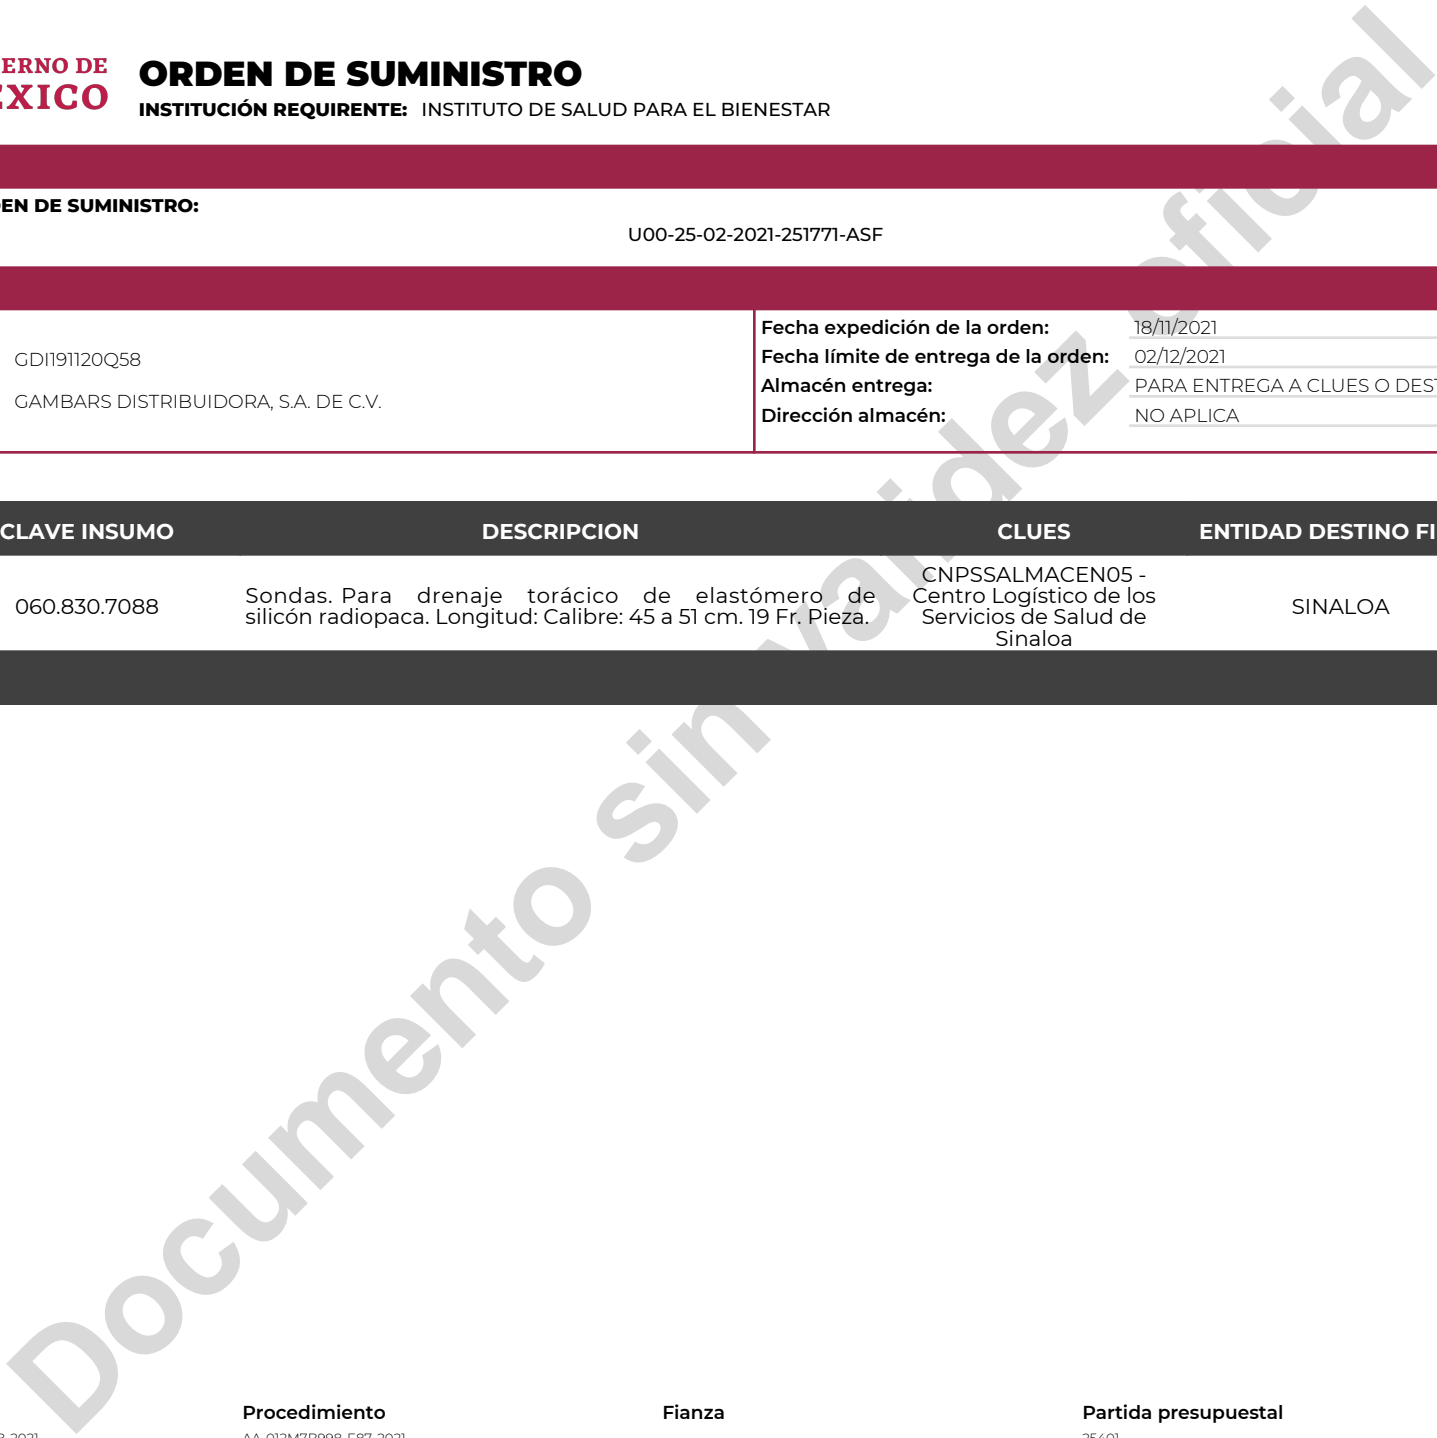 ERNO DE
ÉXICO
ORDEN DE SUMINISTRO
INSTITUCIÓN REQUIRENTE: INSTITUTO DE SALUD PARA EL BIENESTAR
EN DE SUMINISTRO:
U00-25-02-2021-251771-ASF
GDI191120Q58
GAMBARS DISTRIBUIDORA, S.A. DE C.V.
Fecha expedición de la orden: 18/11/2021
Fecha límite de entrega de la orden: 02/12/2021
Almacén entrega: PARA ENTREGA A CLUES O DEST
Dirección almacén: NO APLICA
CLAVE INSUMO DESCRIPCION CLUES ENTIDAD DESTINO FI
060.830.7088
Sondas. Para drenaje torácico de elastómero de
silicón radiopaca. Longitud: Calibre: 45 a 51 cm. 19 Fr. Pieza.
CNPSSALMACEN05 -
Centro Logístico de los
Servicios de Salud de
Sinaloa
SINALOA
Documento sin validez oficial
Procedimiento Fianza Partida presupuestal